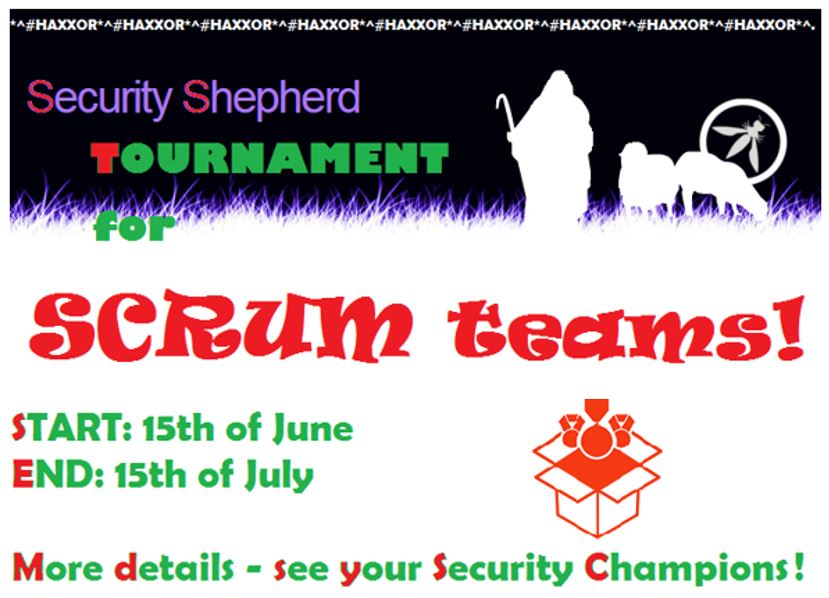 *^#HAXXOR*^#HAXXOR*^#HAXXOR*^#HAXXOR*^#HAXXOR*^#HAXXOR*^#HAXXOR*^#HAXXOR*^#HAXXOR*^.
Security Shepherd
TOURNAMENT
for
SCRUM teams!
START: 15th of June
END: 15th of July
More details - see your Security Champions!